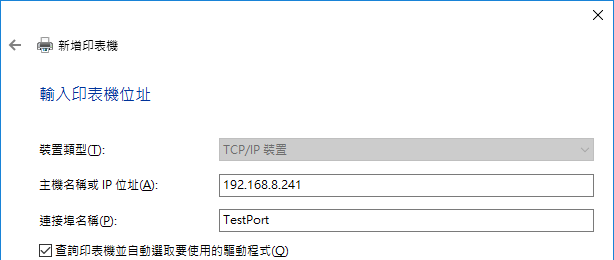 新增印表機
輸入印表機位址
裝置類型(T): TCP/IP 裝置
主機名稱或 IP 位址(A): 192.168.8.241
連接埠名稱(P): TestPort
查詢印表機並自動選取要使用的驅動程式(Q)